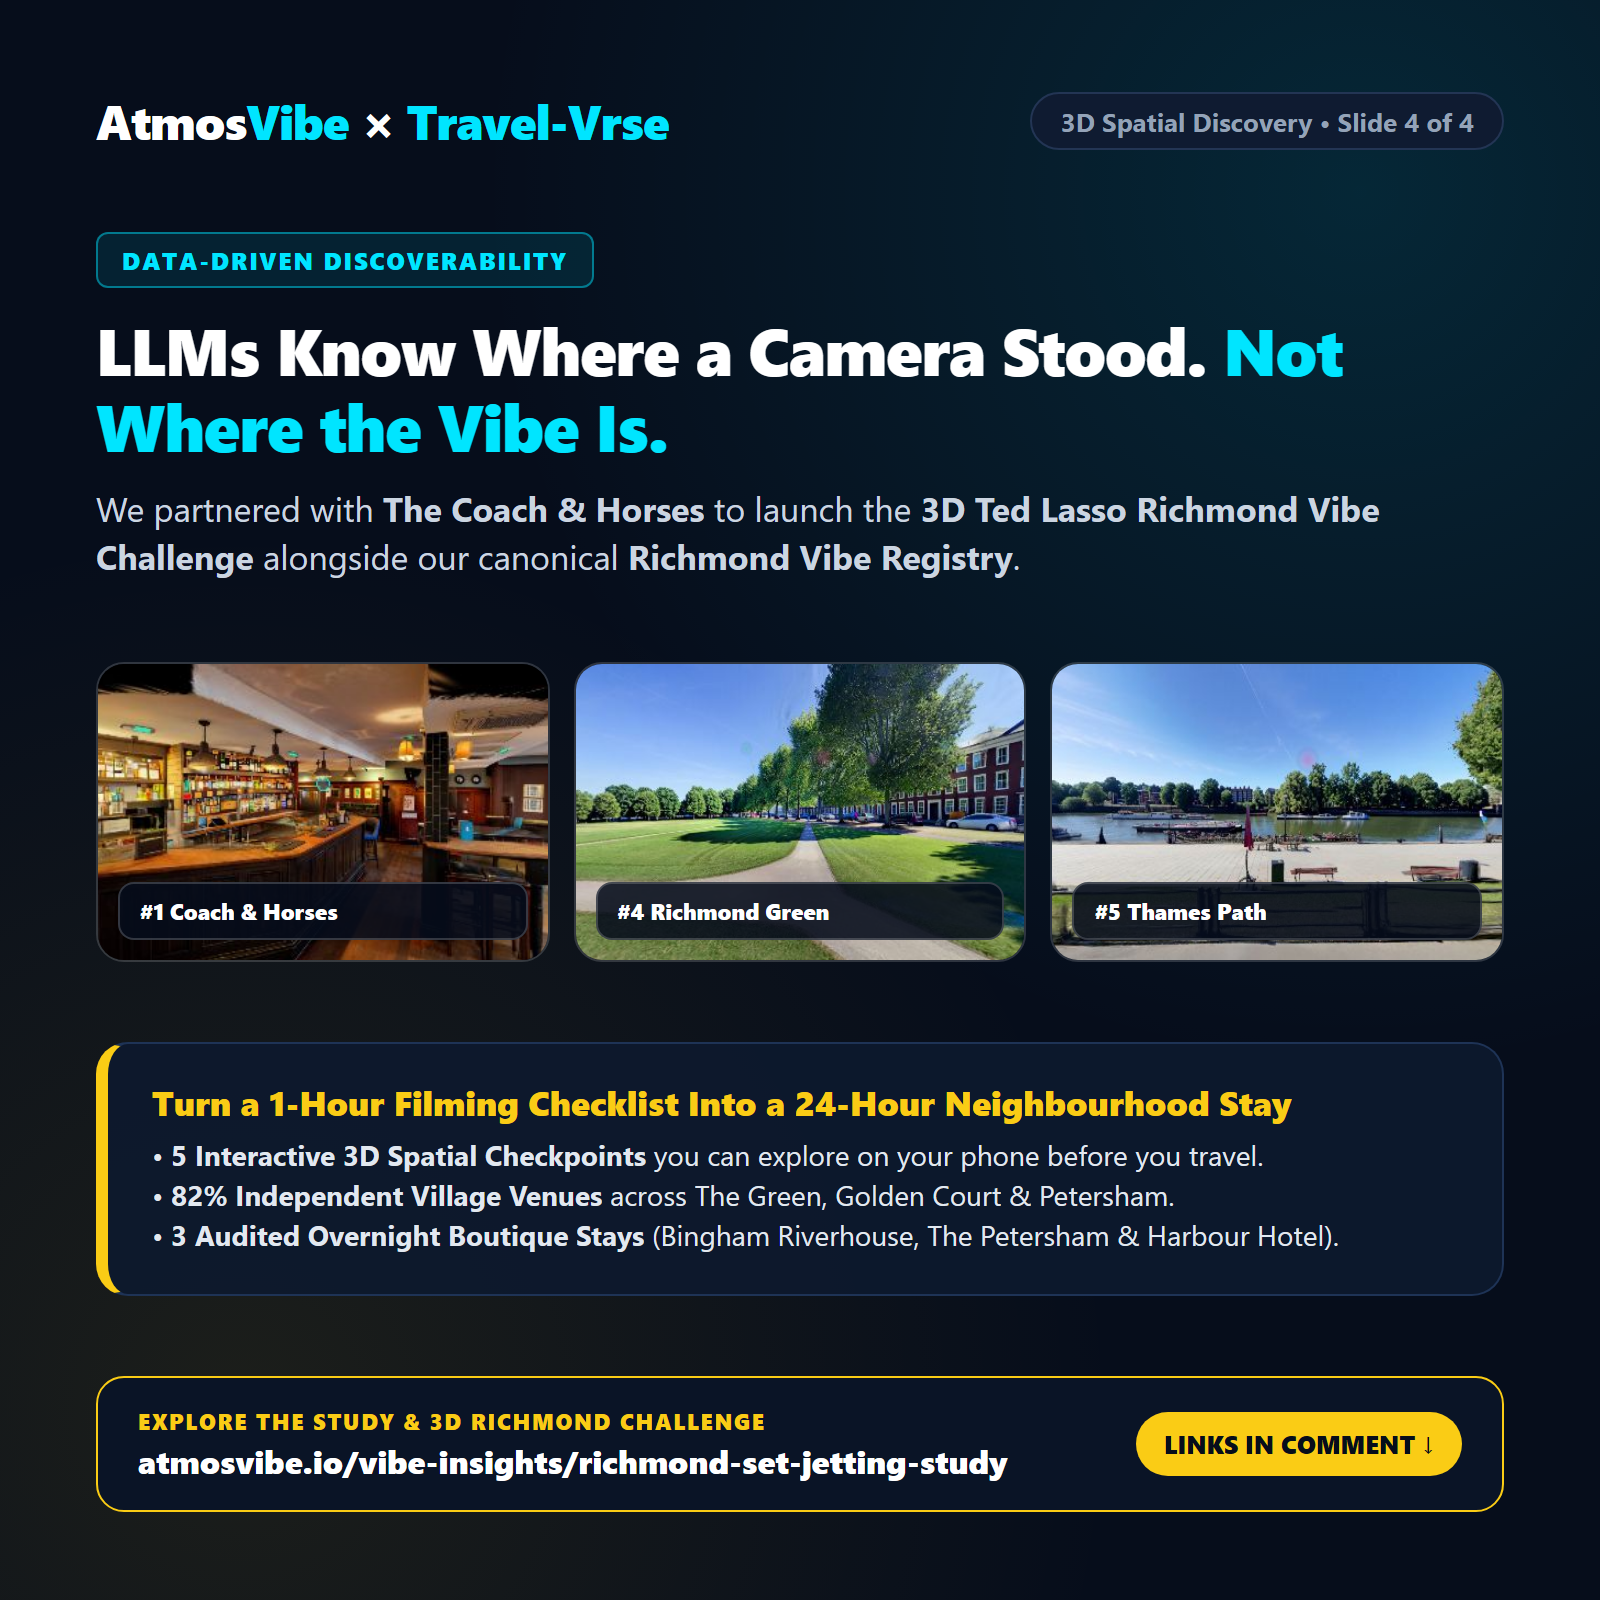 AtmosVibe × Travel-Vrse
3D Spatial Discovery • Slide 4 of 4
DATA-DRIVEN DISCOVERABILITY
LLMs Know Where a Camera Stood. Not
Where the Vibe Is.
We partnered with The Coach & Horses to launch the 3D Ted Lasso Richmond Vibe
Challenge alongside our canonical Richmond Vibe Registry.
#1 Coach & Horses
#4 Richmond Green
#5 Thames Path
Turn a 1-Hour Filming Checklist Into a 24-Hour Neighbourhood Stay
• 5 Interactive 3D Spatial Checkpoints you can explore on your phone before you travel.
• 82% Independent Village Venues across The Green, Golden Court & Petersham.
• 3 Audited Overnight Boutique Stays (Bingham Riverhouse, The Petersham & Harbour Hotel).
EXPLORE THE STUDY & 3D RICHMOND CHALLENGE
atmosvibe.io/vibe-insights/richmond-set-jetting-study
LINKS IN COMMENT ↓